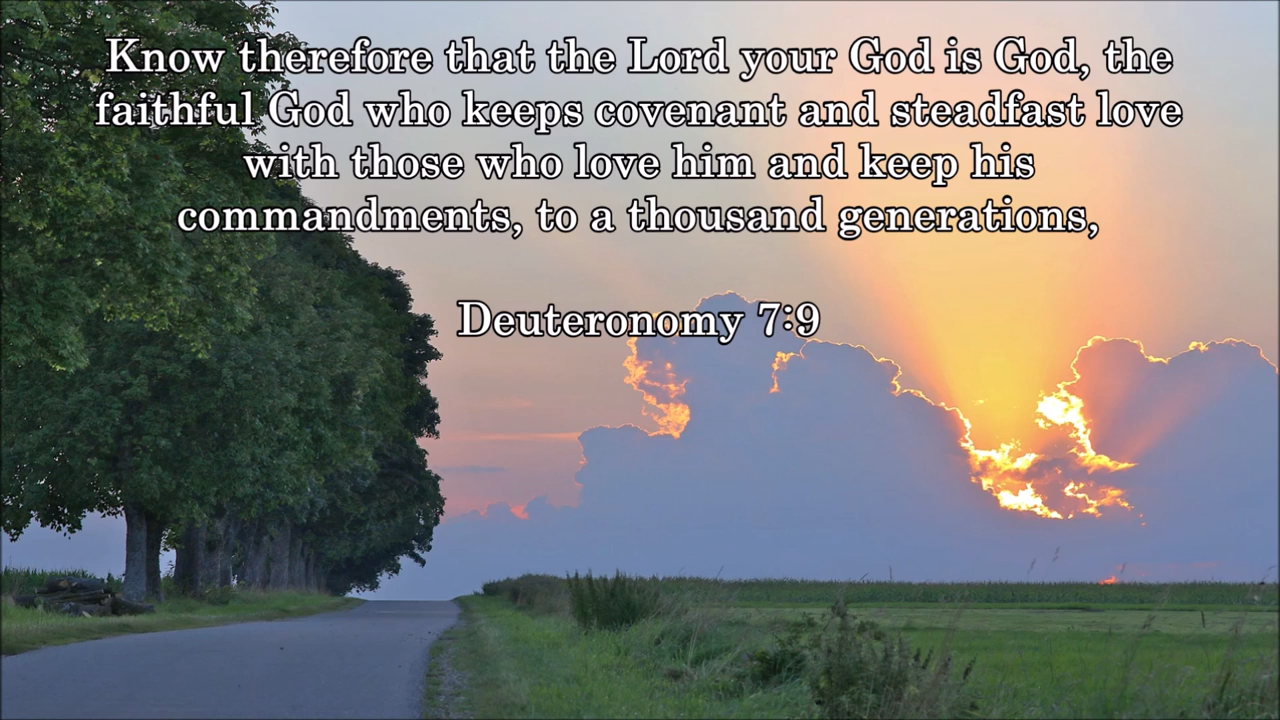 Know therefore that the Lord your God is God, the
faithful God who keeps covenant and steadfast love
with those who love him and keep his
commandments, to a thousand generations,
Deuteronomy 7:9